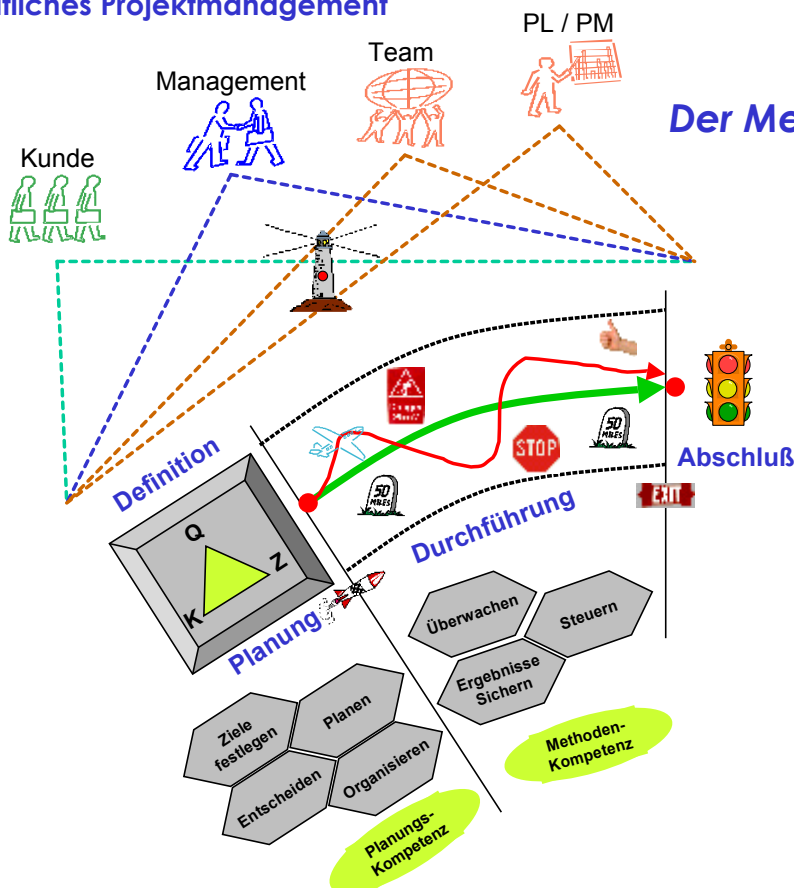 Projektmanagement
PL / PM
Team
Management
Der
Kunde
50
MILES
STOP
Abschluß
EXIT
Definition
50
MILES
Durchführung
Q
Z
K
Planung
Überwachen
Steuern
Ergebnisse
Sichern
Ziele
festlegen
Planen
Entscheiden
Organisieren
Methoden-
Kompetenz
Planungs-
Kompetenz